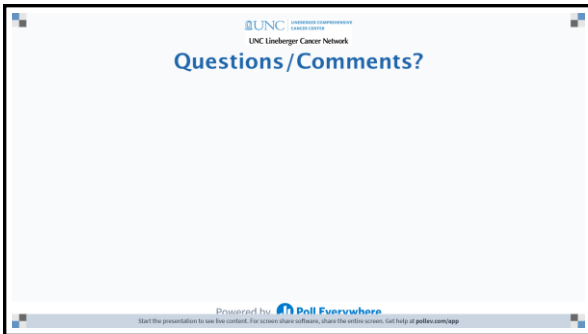 UNC LINEBERGER COMPREHENSIVE
CANCER CENTER
UNC Lineberger Cancer Network
Questions/Comments?
Powered by Poll Everywhere
Start the presentation to see live content. For screen share software, share the entire screen. Get help at pollev.com/app